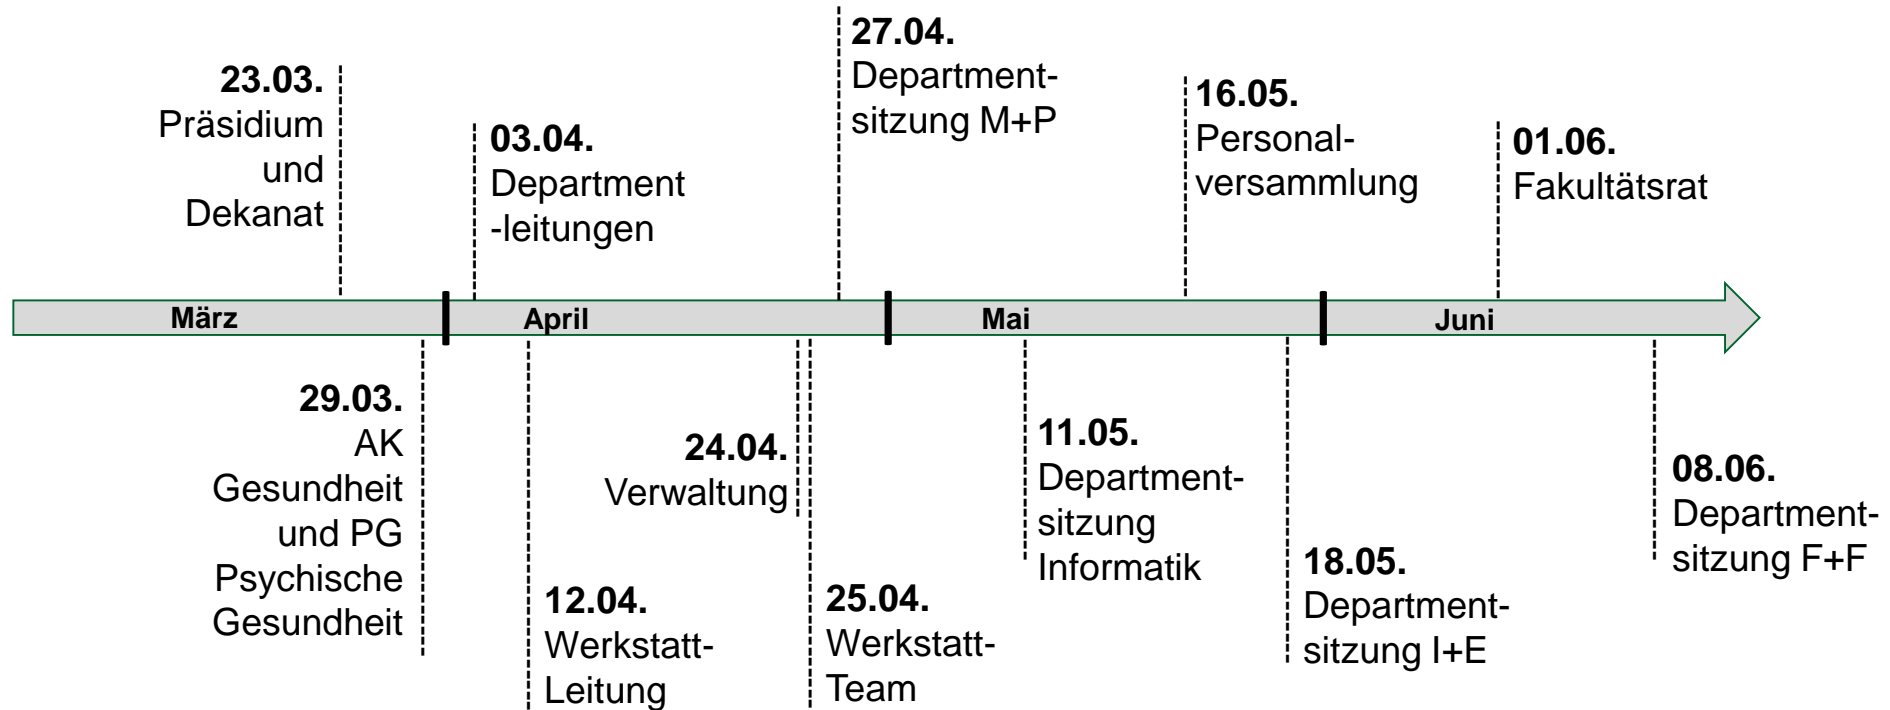 23.03.
Präsidium
und
Dekanat
03.04.
Department
-leitungen
27.04.
Department-
sitzung M+P
16.05.
Personal-
versammlung
01.06.
Fakultätsrat
März
April
Mai
Juni
29.03.
AK
Gesundheit
und PG
Psychische
Gesundheit
12.04.
Werkstatt-
Leitung
24.04.
Verwaltung
25.04.
Werkstatt-
Team
11.05.
Department-
sitzung
Informatik
18.05.
Department-
sitzung I+E
08.06.
Department-
sitzung F+F